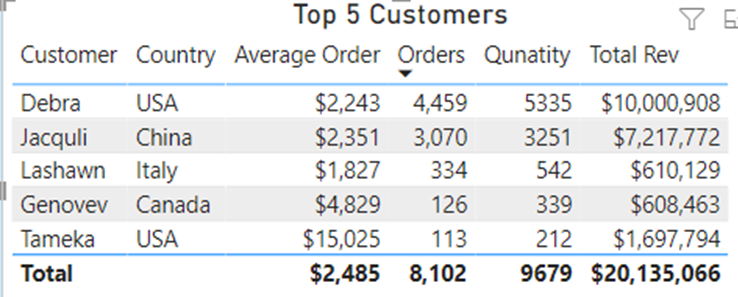 Top 5 Customers
Customer Country Average Order Orders Qunatity Total Rev
Debra USA $2,243 4,459 5335 $10,000,908
Jacquli China $2,351 3,070 3251 $7,217,772
Lashawn Italy $1,827 334 542 $610,129
Genovev Canada $4,829 126 339 $608,463
Tameka USA $15,025 113 212 $1,697,794
Total $2,485 8,102 9679 $20,135,066